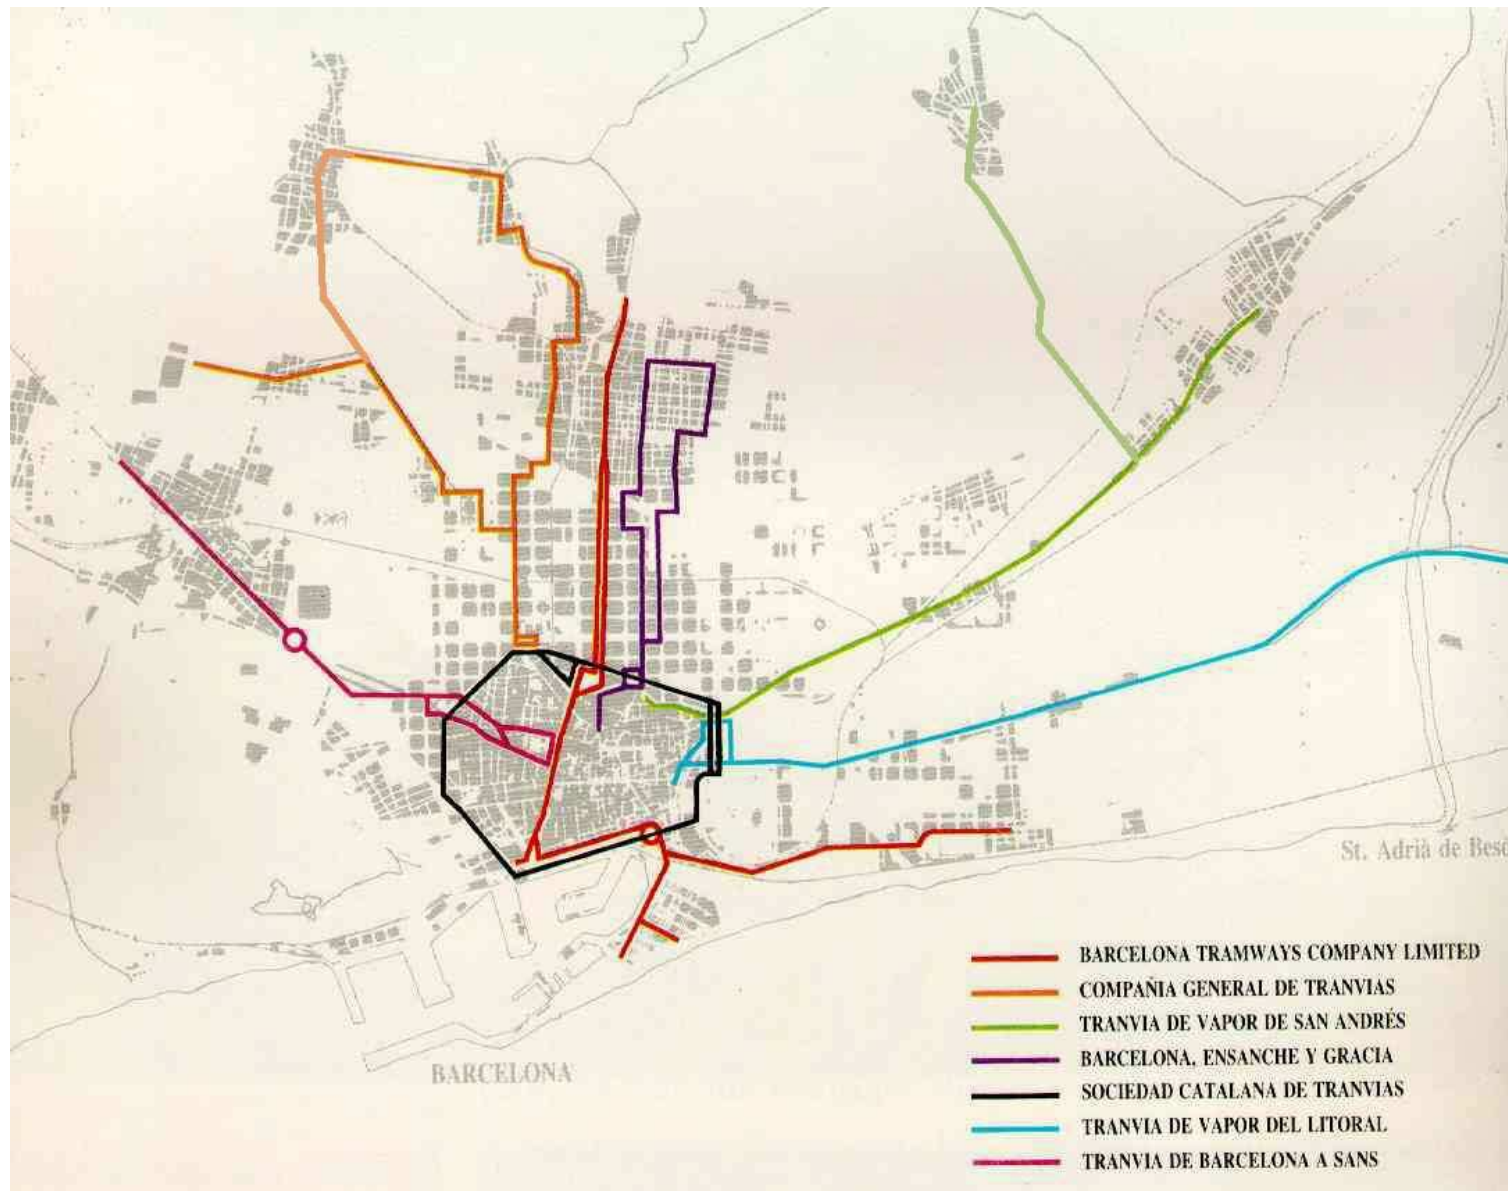 St. Adrià de Besò
BARCELONA TRAMWAYS COMPANY LIMITED
COMPAÑIA GENERAL DE TRANVIAS
TRANVIA DE VAPOR DE SAN ANDRÉS
BARCELONA, ENSANCHE Y GRACIA
SOCIEDAD CATALANA DE TRANVIAS
TRANVIA DE VAPOR DEL LITORAL
TRANVIA DE BARCELONA A SANS
BARCELONA